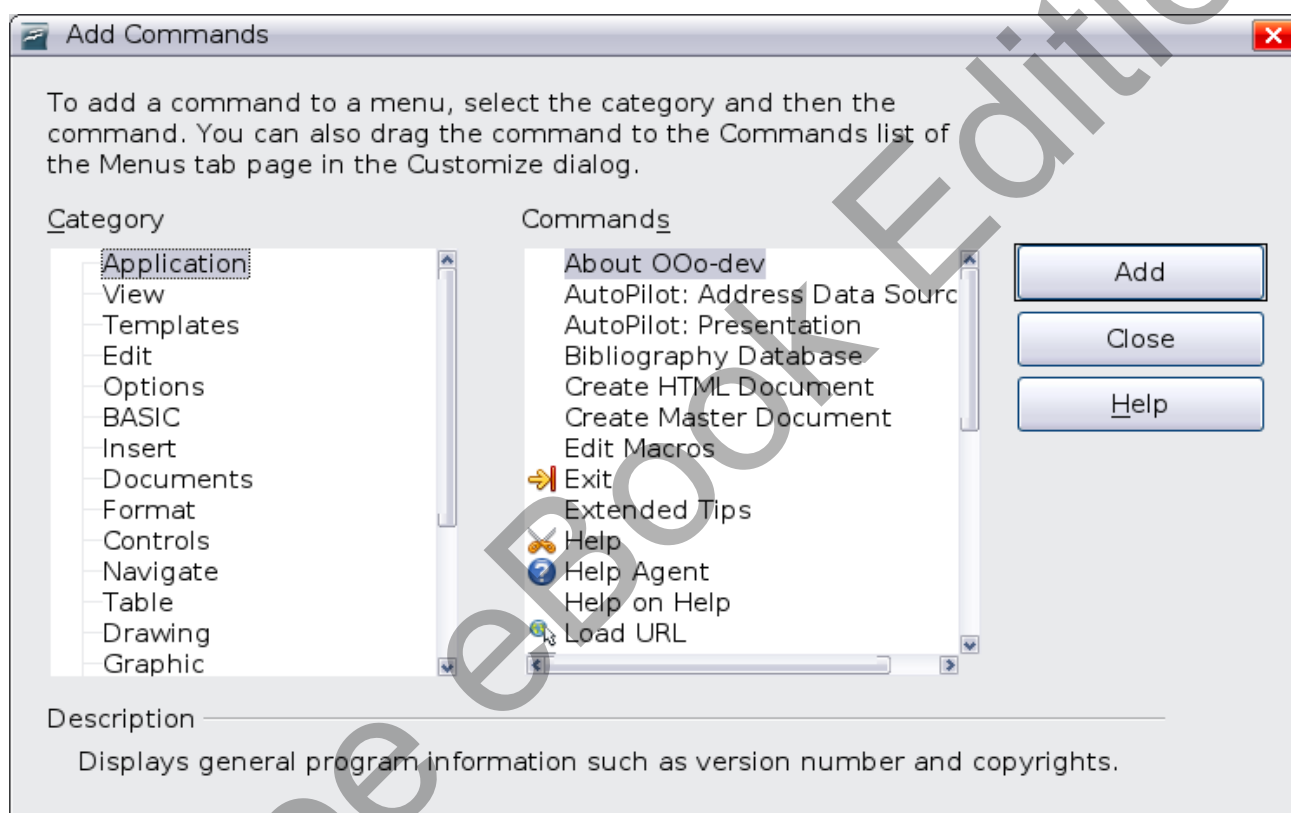 Add Commands
To add a command to a menu, select the category and then the
command. You can also drag the command to the Commands list of
the Menus tab page in the Customize dialog.
Category
Application
View
Templates
Edit
Options
BASIC
Insert
Documents
Format
Controls
Navigate
Table
Drawing
Graphic
Commands
About OOo-dev
AutoPilot: Address Data Sourc
AutoPilot: Presentation
Bibliography Database
Create HTML Document
Create Master Document
Edit Macros
Exit
Extended Tips
Help
Help Agent
Help on Help
Load URL
Add
Close
Help
Description
Displays general program information such as version number and copyrights.
eBook